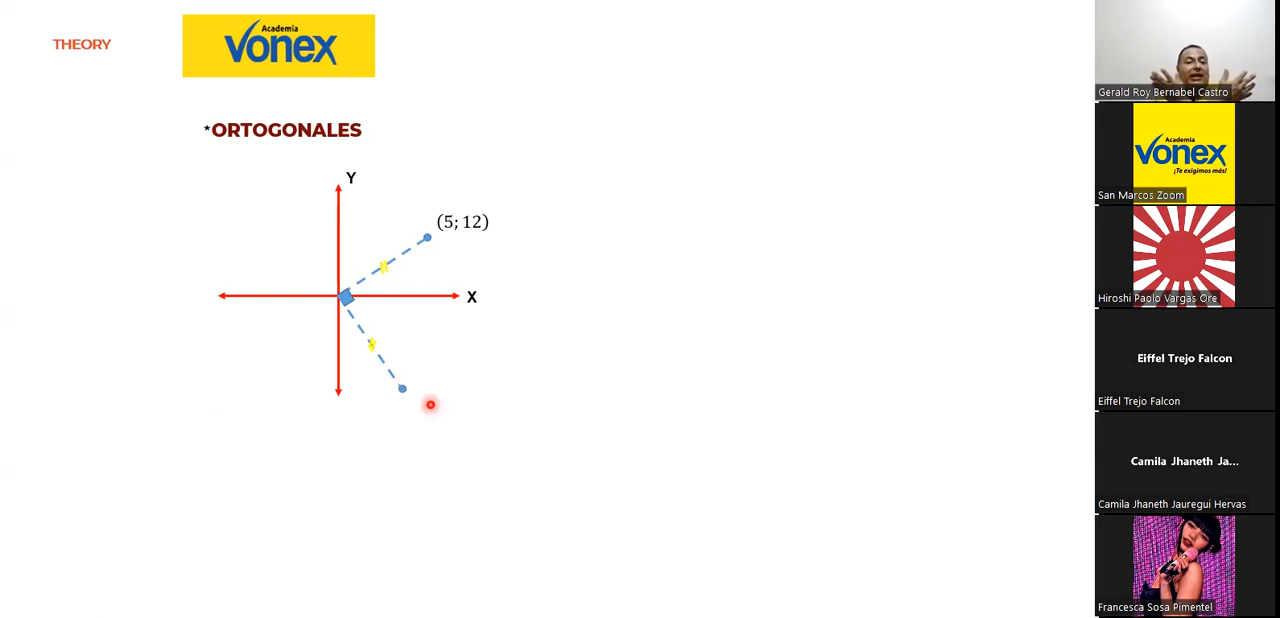 THEORY
Academia
Vonex
*ORTOGONALES
Y
(5; 12)
X
Gerald Roy Bernabel Castro
Academia
Vonex
¡Te exigimos más!
San Marcos Zoom
Hiroshi Paolo Vargas Ore
Eiffel Trejo Falcon
Eiffel Trejo Falcon
Camila Jhaneth Ja...
Camila Jhaneth Jauregui Hervas
Francesca Sosa Pimentel